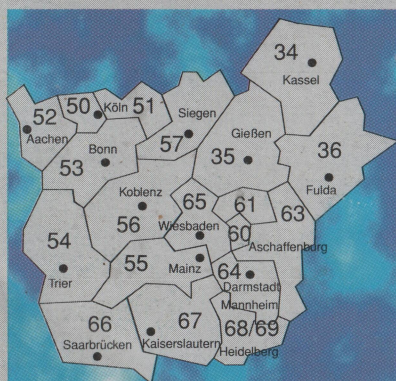 34
Kassel
52
50
Köln
51
Siegen
Aachen
57
Gießen
36
53
Bonn
35
Fulda
Koblenz
65
61
63
56
Wiesbaden
60
Aschaffenburg
54
55
Mainz
64
Trier
Darmstadt
Mannheim
66
67
68/69
Saarbrücken
Kaiserslautern
Heidelberg